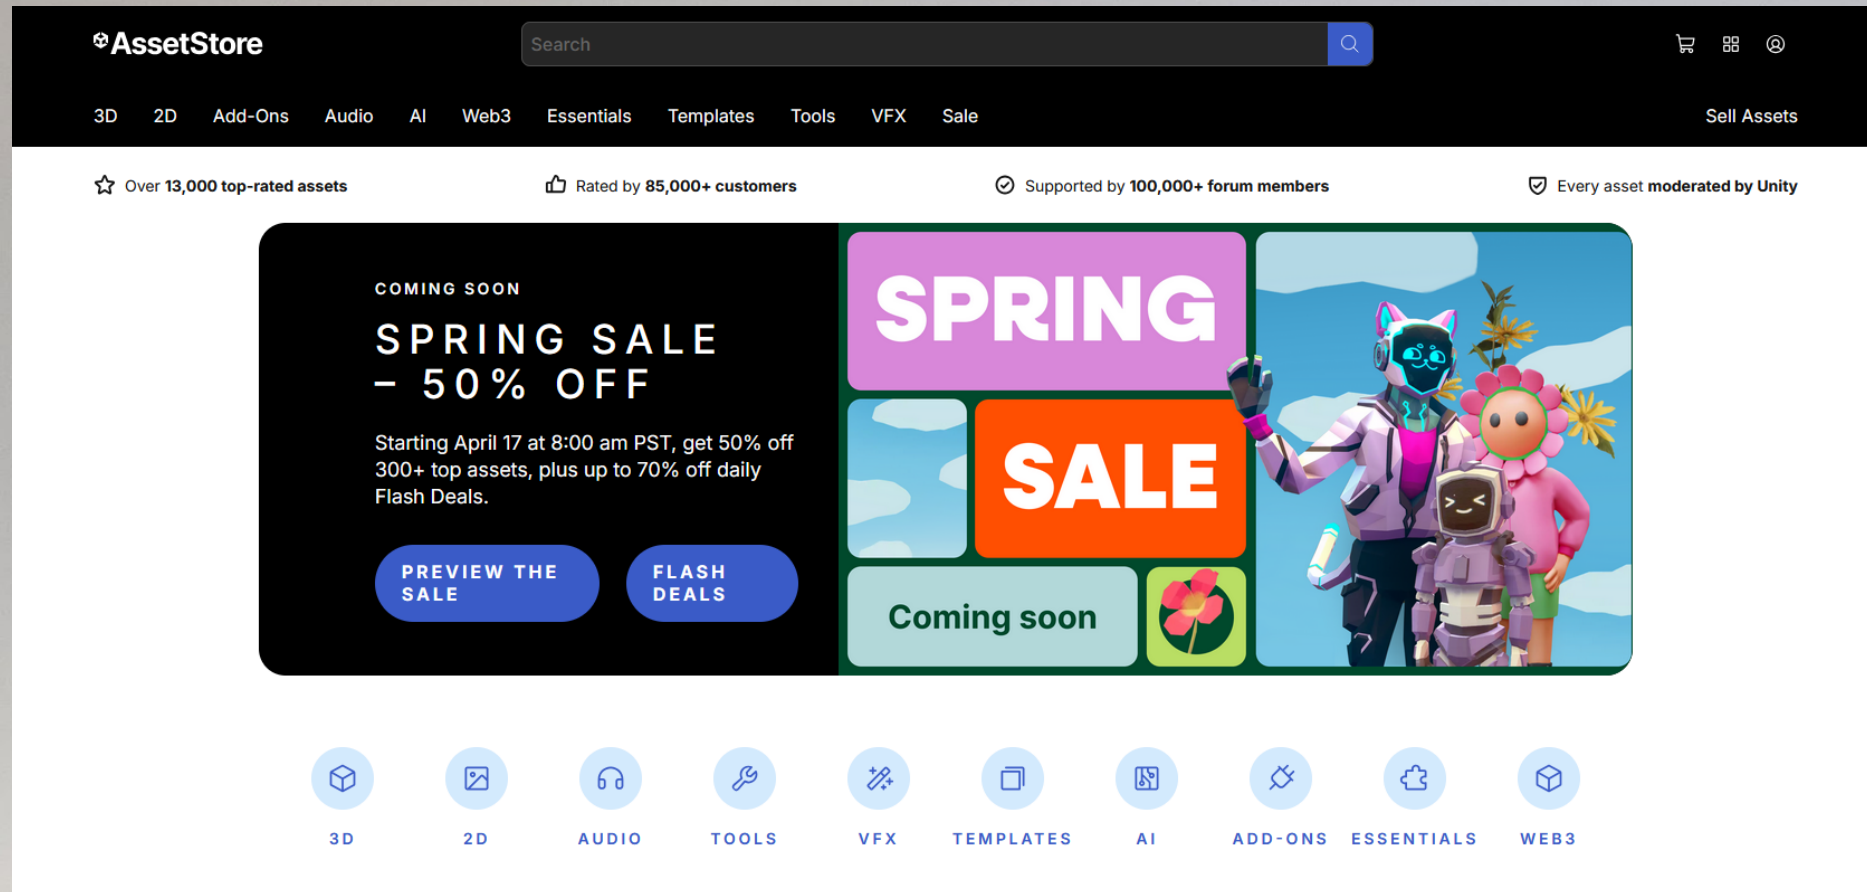 AssetStore
Search
3D 2D Add-Ons Audio AI Web3 Essentials Templates Tools VFX Sale Sell Assets
Over 13,000 top-rated assets Rated by 85,000+ customers Supported by 100,000+ forum members Every asset moderated by Unity
COMING SOON
SPRING SALE
– 50% OFF
Starting April 17 at 8:00 am PST, get 50% off
300+ top assets, plus up to 70% off daily
Flash Deals.
PREVIEW THE
SALE
FLASH
DEALS
SPRING
SALE
Coming soon
3D 2D AUDIO TOOLS VFX TEMPLATES AI ADD-ONS ESSENTIALS WEB3